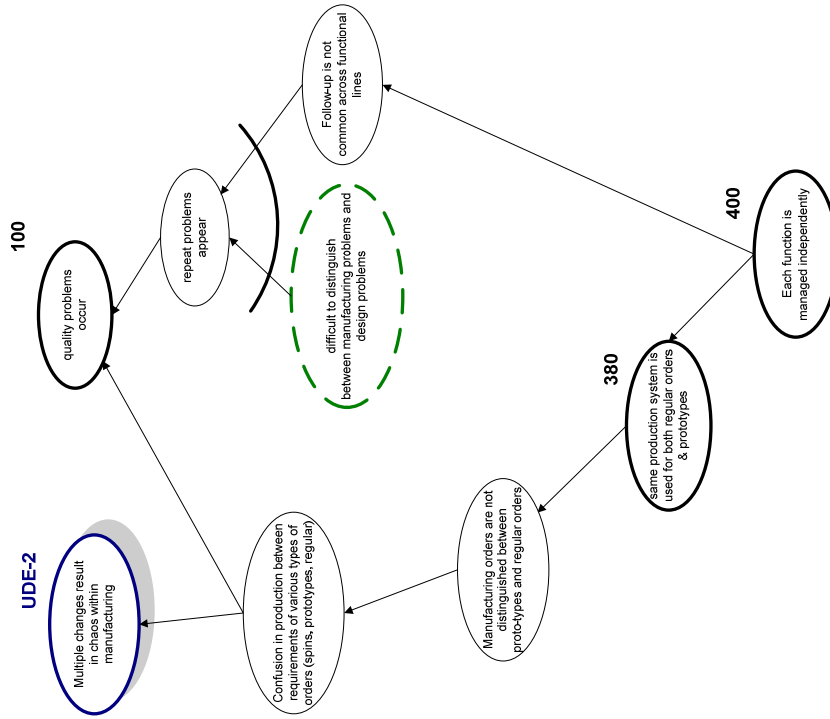 UDE-2
Multiple changes result
in chaos within
manufacturing
100
quality problems
occur
repeat problems
appear
Confusion in production between
requirements of various types of
orders (spins, prototypes, regular)
difficult to distinguish
between manufacturing problems and
design problems
Follow-up is not
common across functional
lines
Manufacturing orders are not
distinguished between
proto-types and regular orders
380
same production system is
used for both regular orders
& prototypes
400
Each function is
managed independently